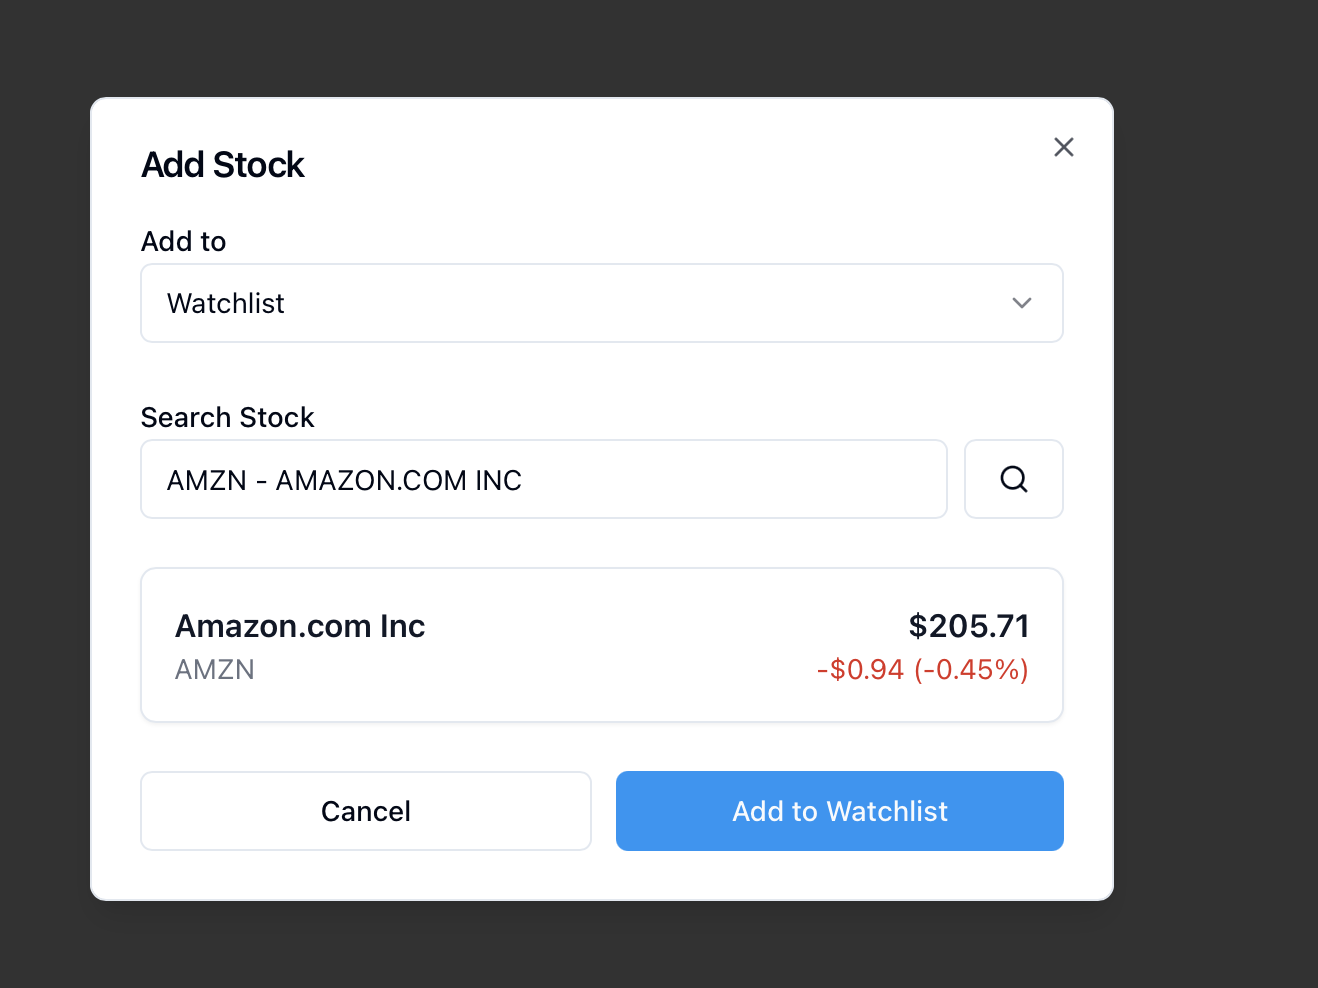 Add Stock
Add to
Watchlist
Search Stock
AMZN - AMAZON.COM INC
Amazon.com Inc
$205.71
AMZN
-$0.94 (-0.45%)
Cancel
Add to Watchlist